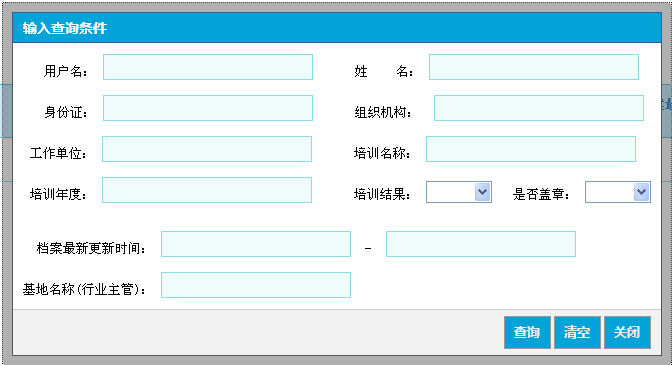 输入查询条件
用户名： 姓 名：
身份证： 组织机构：
工作单位： 培训名称：
培训年度： 培训结果： 是否盖章：
档案最新更新时间： -
基地名称(行业主管)：
查询 清空 关闭